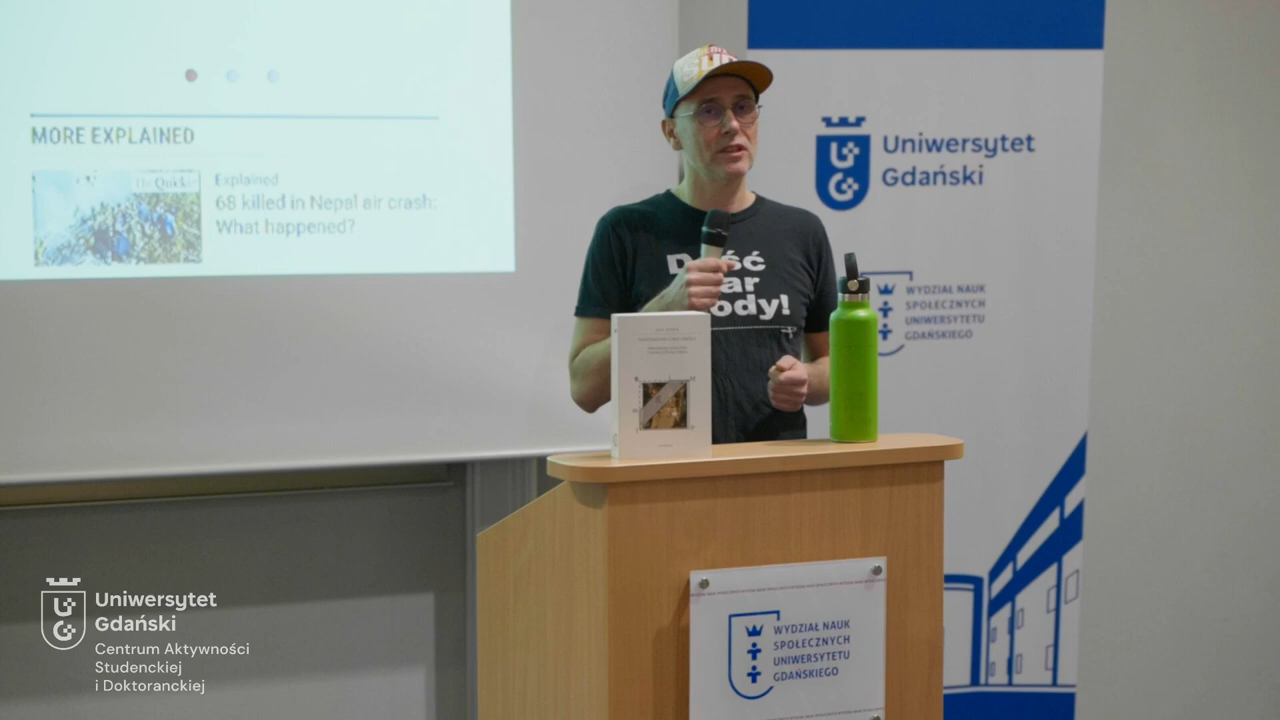 MORE EXPLAINED
Explained
68 killed in Nepal air crash:
What happened?
Uniwersytet
Gdański
WYDZIAŁ NAUK
SPOŁECZNYCH
UNIWERSYTETU
GDAŃSKIEGO
WYDZIAŁ NAUK
SPOŁECZNYCH
UNIWERSYTETU
GDAŃSKIEGO
Uniwersytet
Gdański
Centrum Aktywności
Studenckiej
i Doktoranckiej